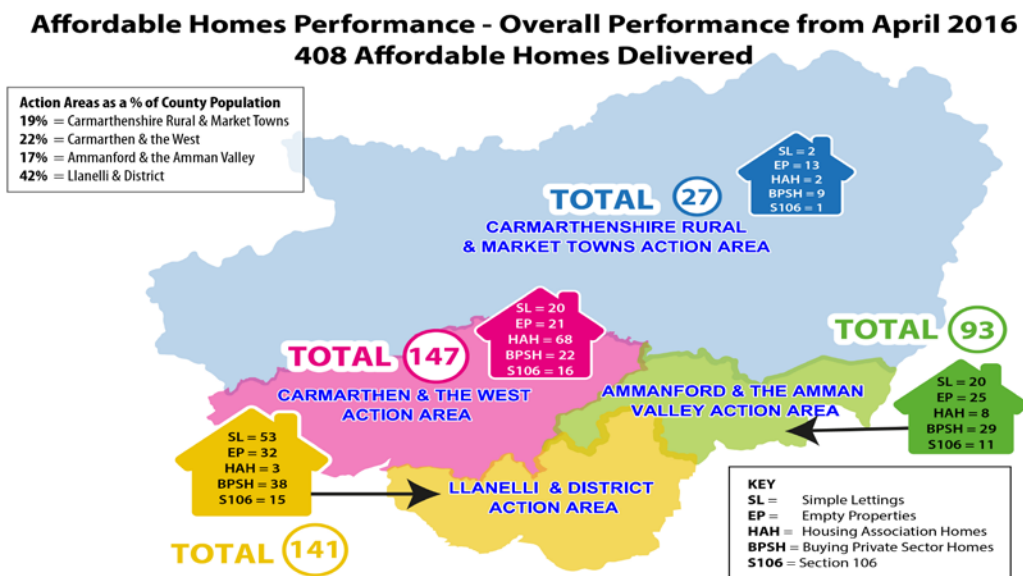 Affordable Homes Performance - Overall Performance from April 2016
408 Affordable Homes Delivered
Action Areas as a % of County Population
19% = Carmarthenshire Rural & Market Towns
22% = Carmarthen & the West
17% = Ammanford & the Amman Valley
42% = Llanelli & District
SL = 2
EP = 13
HAH = 2
BPSH = 9
S106 = 1
TOTAL 27
CARMARTHENSHIRE RURAL
& MARKET TOWNS ACTION AREA
SL = 20
EP = 21
HAH = 68
BPSH = 22
S106 = 16
TOTAL 147
CARMARTHEN & THE WEST
ACTION AREA
TOTAL 93
SL = 20
EP = 25
HAH = 8
BPSH = 29
S106 = 11
AMMANFORD & THE AMMAN
VALLEY ACTION AREA
SL = 53
EP = 32
HAH = 3
BPSH = 38
S106 = 15
LLANELLI & DISTRICT
ACTION AREA
TOTAL 141
KEY
SL = Simple Lettings
EP = Empty Properties
HAH = Housing Association Homes
BPSH = Buying Private Sector Homes
S106 = Section 106